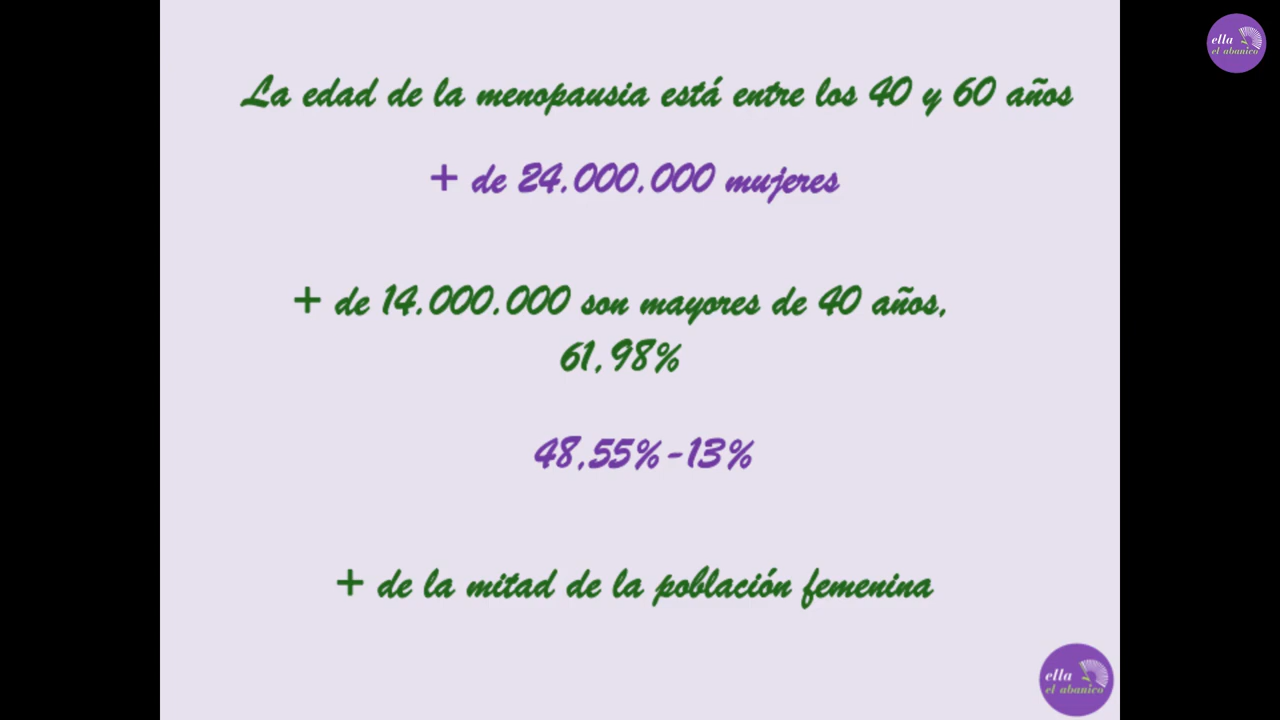 ella
el abanico
La edad de la menopausia está entre los 40 y 60 años
+ de 24.000.000 mujeres
+ de 14.000.000 son mayores de 40 años,
61,98%
48,55%-13%
+ de la mitad de la población femenina
ella
el abanico